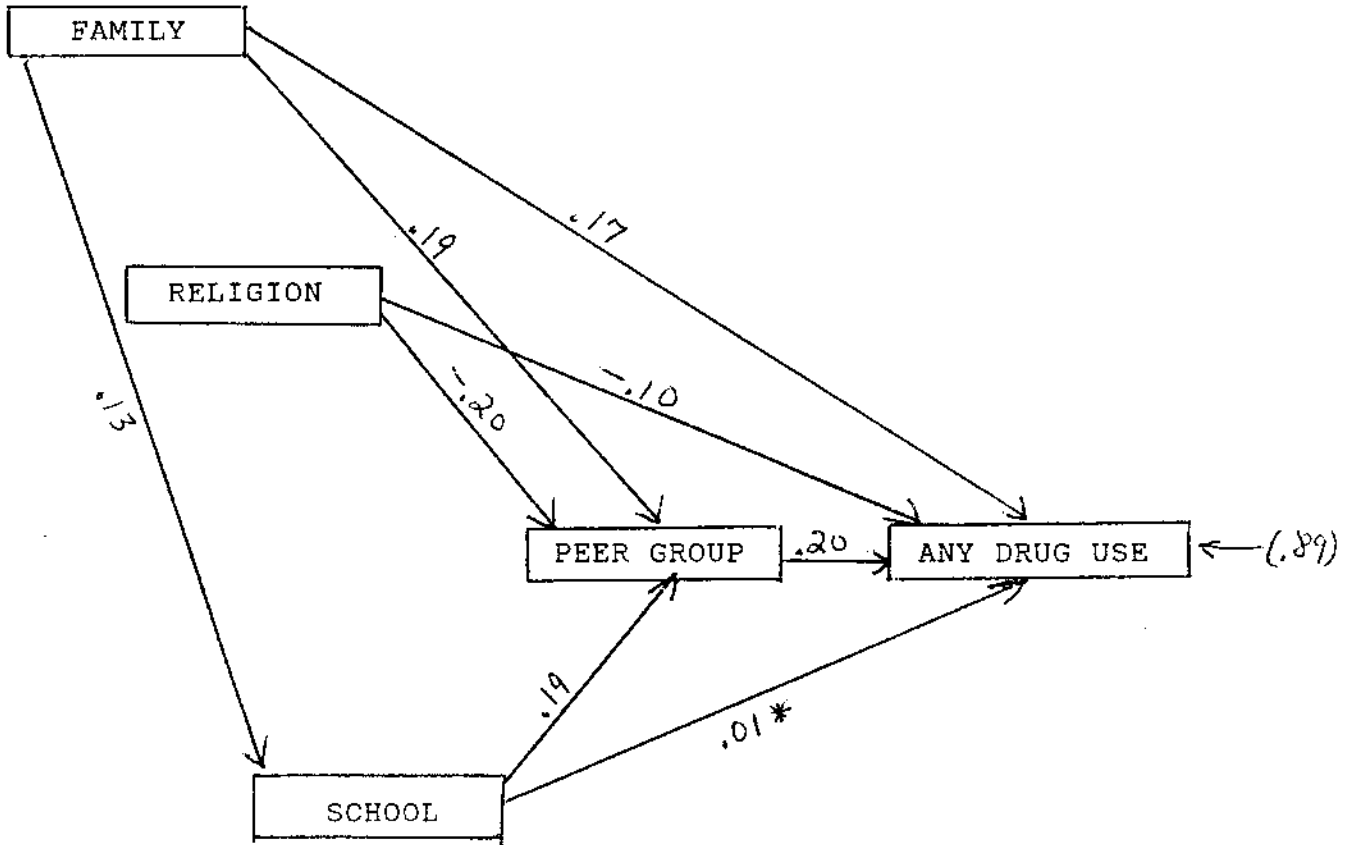 FAMILY
.17
.19
RELIGION
-.20
-.10
.13
PEER GROUP
.20
ANY DRUG USE
(.89)
.19
.01*
SCHOOL